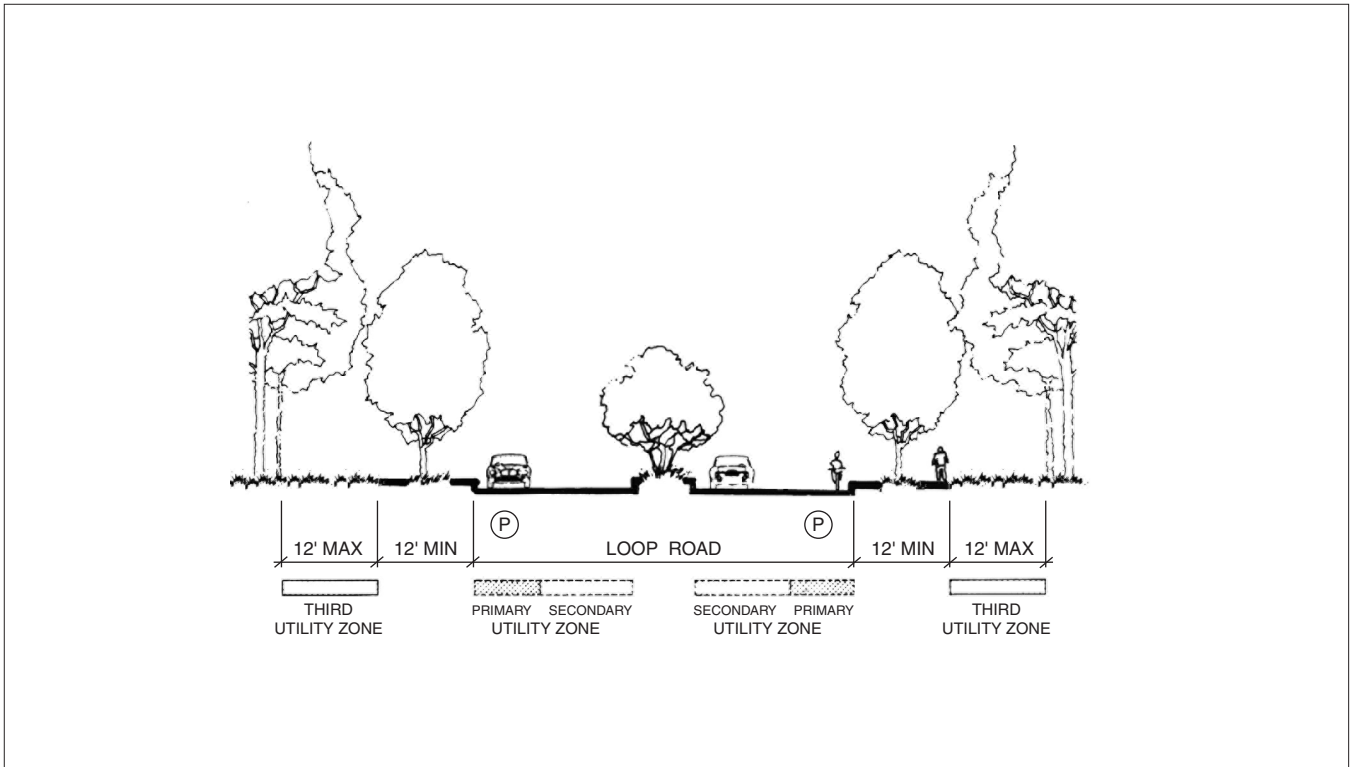 P P
12' MAX 12' MIN LOOP ROAD 12' MIN 12' MAX
THIRD PRIMARY SECONDARY SECONDARY PRIMARY THIRD
UTILITY ZONE UTILITY ZONE UTILITY ZONE UTILITY ZONE